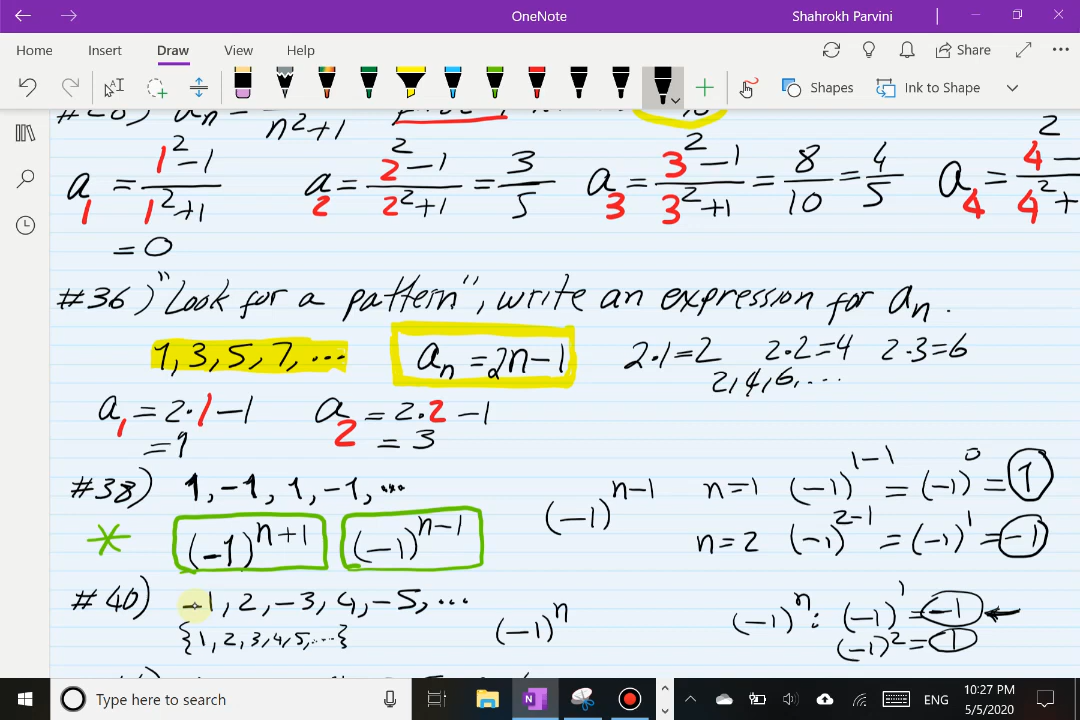 OneNote
Shahrokh Parvini
Home Insert Draw View Help
Share
Shapes Ink to Shape
n²+1
a₁ = (1²-1)/(1²+1) a₂ = (2²-1)/(2²+1) = 3/5 a₃ = (3²-1)/(3²+1) = 8/10 = 4/5 a₄ = 4²
= 0
#36) "Look for a pattern", write an expression for aₙ.
1, 3, 5, 7, ... aₙ = 2n-1 2·1=2 2·2=4 2·3=6
2, 4, 6, ...
a₁ = 2·1-1 a₂ = 2·2-1
= 1 = 3
#38) 1, -1, 1, -1, ... (-1)ⁿ⁻¹ n=1 (-1)¹⁻¹ = (-1)⁰ = 1
* (-1)ⁿ⁺¹ (-1)ⁿ⁻¹ n=2 (-1)²⁻¹ = (-1)¹ = -1
#40) -1, 2, -3, 4, -5, ... (-1)ⁿ (-1)ⁿ: (-1)¹ = -1 ←
{1, 2, 3, 4, 5, ...} (-1)² = 1
Type here to search
ENG
10:27 PM
5/5/2020